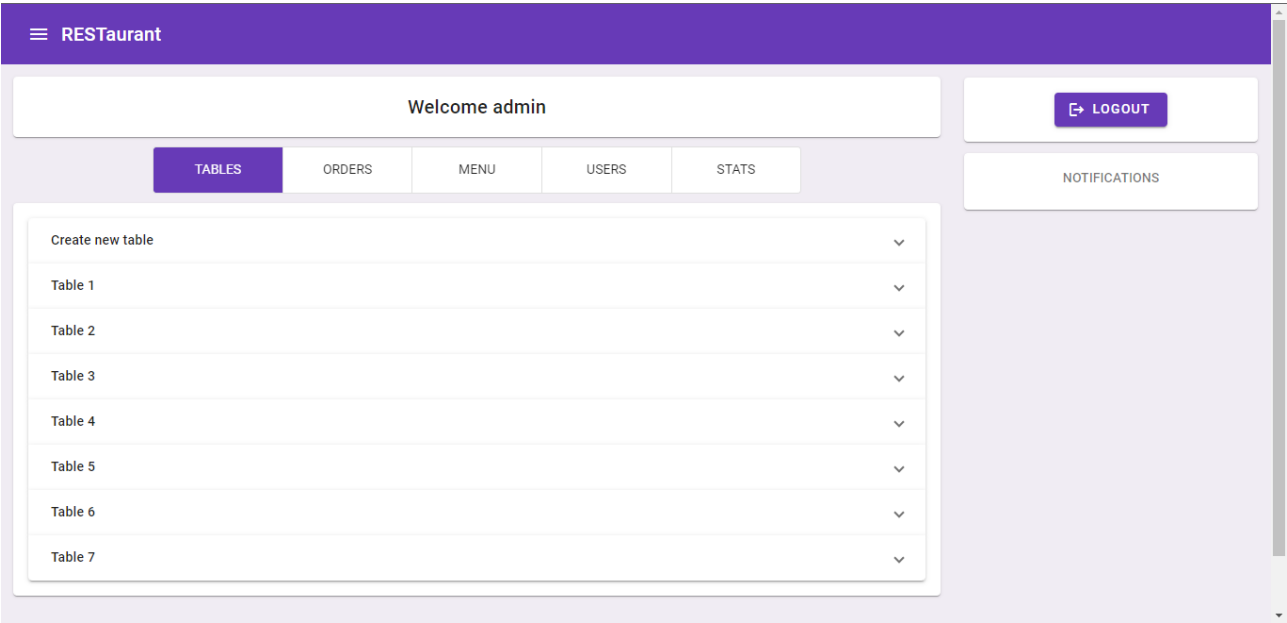 RESTaurant
Welcome admin
LOGOUT
TABLES ORDERS MENU USERS STATS
NOTIFICATIONS
Create new table
Table 1
Table 2
Table 3
Table 4
Table 5
Table 6
Table 7